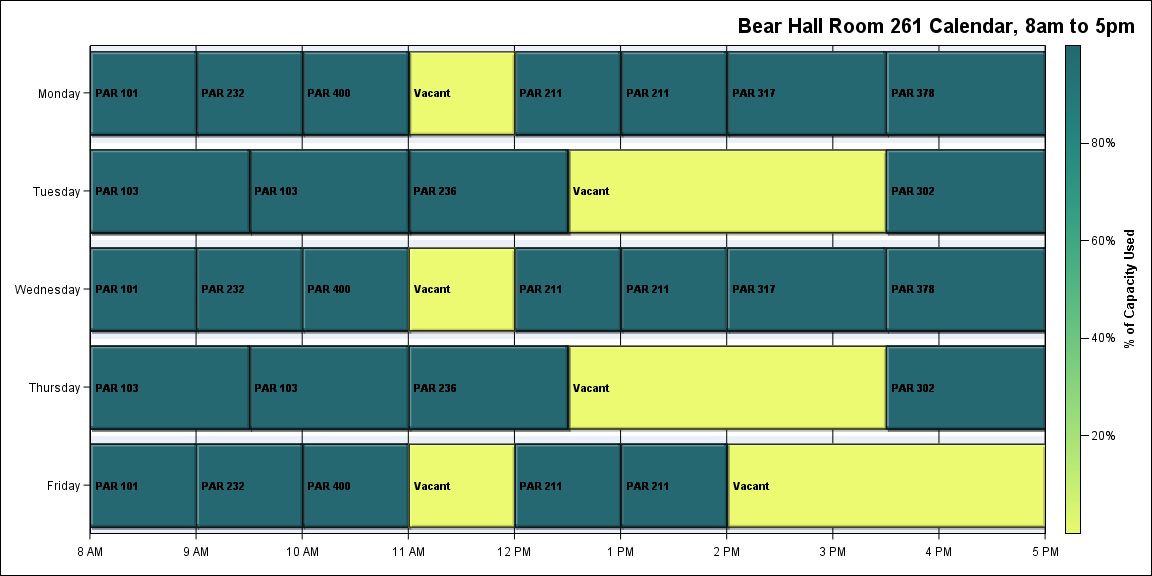 Bear Hall Room 261 Calendar, 8am to 5pm
Monday
PAR 101 PAR 232 PAR 400 Vacant PAR 211 PAR 211 PAR 317 PAR 378
Tuesday
PAR 103 PAR 103 PAR 236 Vacant PAR 302
Wednesday
PAR 101 PAR 232 PAR 400 Vacant PAR 211 PAR 211 PAR 317 PAR 378
Thursday
PAR 103 PAR 103 PAR 236 Vacant PAR 302
Friday
PAR 101 PAR 232 PAR 400 Vacant PAR 211 PAR 211 Vacant
8 AM 9 AM 10 AM 11 AM 12 PM 1 PM 2 PM 3 PM 4 PM 5 PM
80%
60%
40%
20%
% of Capacity Used